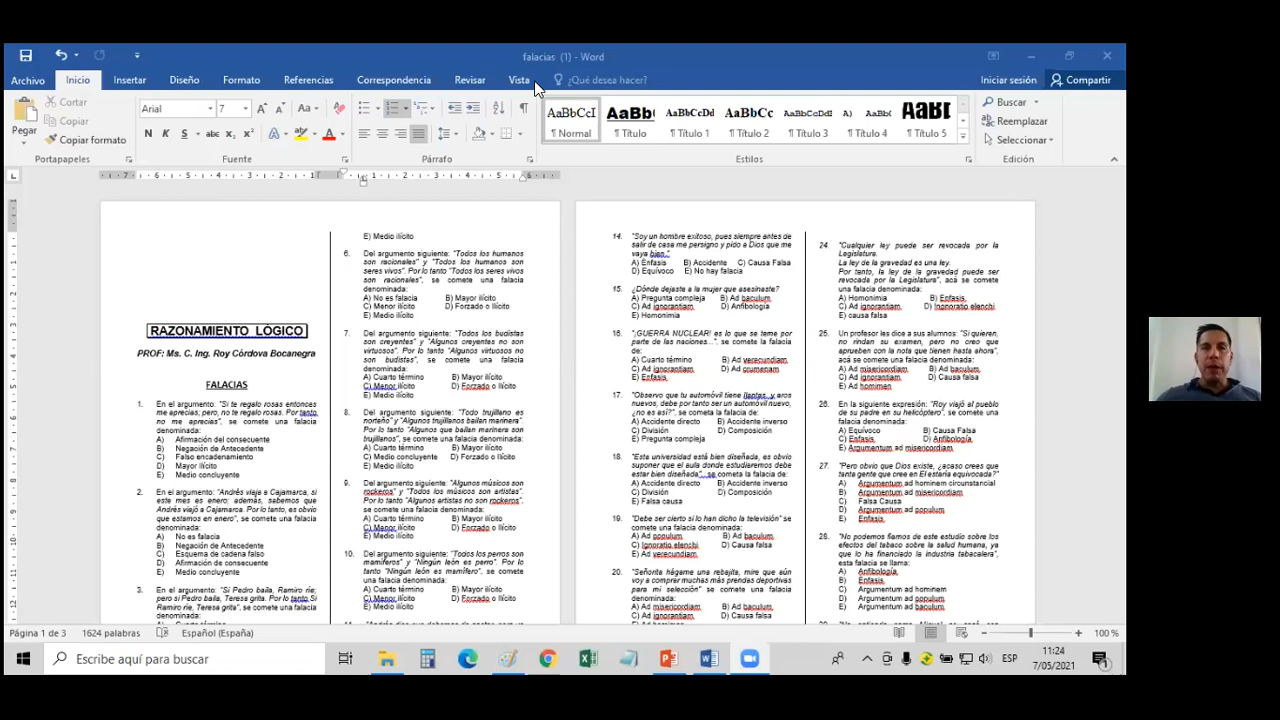 falacias (1) - Word
Archivo Inicio Insertar Diseño Formato Referencias Correspondencia Revisar Vista ¿Qué desea hacer? Iniciar sesión Compartir
Cortar
Copiar
Copiar formato
Pegar
Portapapeles
Arial 7
N K S abc x₂ x²
Fuente
Párrafo
AaBbCcI AaBb( AaBbCcDd AaBbCc AaBbCcDdEe A) AaBbC AaBb
¶ Normal ¶ Título ¶ Título 1 ¶ Título 2 ¶ Título 3 ¶ Título 4 ¶ Título 5
Estilos
Buscar
Reemplazar
Seleccionar
Edición
RAZONAMIENTO LÓGICO
PROF: Ms. C. Ing. Roy Córdova Bocanegra
FALACIAS
1. En el argumento: "Si te regalo rosas entonces
me aprecias; pero, no te regalo rosas. Por tanto
no me aprecias", se comete una falacia
denominada:
A) Afirmación del consecuente
B) Negación de Antecedente
C) Falso encadenamiento
D) Mayor ilícito
E) Medio concluyente
2. En el argumento: "Andrés viaja a Cajamarca, si
este mes es enero; además, sabemos que
Andrés viajó a Cajamarca. Por lo tanto, es obvio
que estamos en enero", se comete una falacia
denominada:
A) No es falacia
B) Negación de Antecedente
C) Esquema de cadena falso
D) Afirmación de consecuente
E) Medio concluyente
3. En el argumento: "Si Pedro baila, Ramiro ríe;
pero si Pedro baila, Teresa grita. Por lo tanto Si
Ramiro ríe, Teresa grita", se comete una falacia
denominada:
E) Medio ilícito
6. Del argumento siguiente: "Todos los humanos
son racionales" y "Todos los humanos son
seres vivos". Por lo tanto "Todos los seres vivos
son racionales", se comete una falacia
denominada:
A) No es falacia B) Mayor ilícito
C) Menor ilícito D) Forzado o ilícito
E) Medio ilícito
7. Del argumento siguiente: "Todos los budistas
son creyentes" y "Algunos creyentes no son
virtuosos". Por lo tanto "Algunos virtuosos no
son budistas", se comete una falacia
denominada:
A) Cuarto término B) Mayor ilícito
C) Menor ilícito D) Forzado o ilícito
E) Medio ilícito
8. Del argumento siguiente: "Todo trujillano es
norteño" y "Algunos trujillanos bailan marinera".
Por lo tanto "Algunos que bailan marinera son
trujillanos", se comete una falacia denominada:
A) Cuarto término B) Mayor ilícito
C) Medio concluyente D) Forzado o ilícito
E) Medio ilícito
9. Del argumento siguiente: "Algunos músicos son
rockeros" y "Todos los músicos son artistas".
Por lo tanto "Algunos artistas no son rockeros",
se comete una falacia denominada:
A) Cuarto término B) Mayor ilícito
C) Menor ilícito D) Forzado o ilícito
E) Medio ilícito
10. Del argumento siguiente: "Todos los perros son
mamíferos" y "Ningún león es perro". Por lo
tanto "Ningún león es mamífero", se comete
una falacia denominada:
A) Cuarto término B) Mayor ilícito
C) Menor ilícito D) Forzado o ilícito
E) Medio ilícito
14. "Soy un hombre exitoso, pues siempre antes de
salir de casa me persigno y pido a Dios que me
vaya bien."
A) Énfasis B) Accidente C) Causa Falsa
D) Equívoco E) No hay falacia
15. ¿Dónde dejaste a la mujer que asesinaste?
A) Pregunta compleja B) Ad baculum
C) Ad ignorantiam D) Anfibología
E) Homonimia
16. "¡GUERRA NUCLEAR! es lo que se teme por
parte de las naciones...", se comete la falacia
de:
A) Cuarto término B) Ad verecundiam
C) Ad ignorantiam D) Ad crumenam
E) Enfasis
17. "Observo que tu automóvil tiene llantas y aros
nuevos, debe por tanto ser un automóvil nuevo,
¿no es así?", se cometa la falacia de:
A) Accidente directo B) Accidente inverso
C) División D) Composición
E) Pregunta compleja
18. "Esta universidad está bien diseñada, es obvio
suponer que el aula donde estudiaremos debe
estar bien diseñada", se cometa la falacia de:
A) Accidente directo B) Accidente inverso
C) División D) Composición
E) Falsa causa
19. "Debe ser cierto si lo han dicho la televisión" se
comete una falacia denominada:
A) Ad populum B) Ad baculum
C) Ignoratio elenchi D) Causa falsa
E) Ad verecundiam
20. "Señorita hágame una rebajita, mire que aún
voy a comprar muchas más prendas deportivas
para mi selección" se comete una falacia
denominada:
A) Ad misericordiam B) Ad baculum
C) Ad ignorantiam D) Causa falsa
24. "Cualquier ley puede ser revocada por la
Legislatura.
La ley de la gravedad es una ley.
Por tanto, la ley de la gravedad puede ser
revocada por la Legislatura", acá se comete
una falacia denominada:
A) Homonimia B) Enfasis
C) Ad ignorantiam D) Ingnoratio elenchi
E) causa falsa
25. Un profesor les dice a sus alumnos: "Si quieren,
no rindan su examen, pero no creo que
aprueben con la nota que tienen hasta ahora",
acá se comete una falacia denominada:
A) Ad misericordiam B) Ad baculum
C) Ad ignorantiam D) Causa falsa
E) Ad hominen
26. En la siguiente expresión: "Roy viajó al pueblo
de su padre en su helicóptero", se comete una
falacia denominada:
A) Equívoco B) Causa Falsa
C) Enfasis D) Anfibología
E) Argumentum ad misericordiam
27. "Pero obvio que Dios existe, ¿acaso crees que
tanta gente que cree en El estaría equivocada?"
A) Argumentum ad hominem circunstancial
B) Argumentum ad misericordiam
C) Falsa Causa
D) Argumentum ad populum
E) Enfasis
28. "No podemos fiarnos de este estudio sobre los
efectos del tabaco sobre la salud humana, ya
que lo ha financiado la industria tabacalera",
esta falacia se llama:
A) Anfibología
B) Enfasis
C) Argumentum ad hominem
D) Argumentum ad populum
E) Argumentum ad baculum
Página 1 de 3 1624 palabras Español (España) 100 %
Escribe aquí para buscar
ESP
11:24
7/05/2021